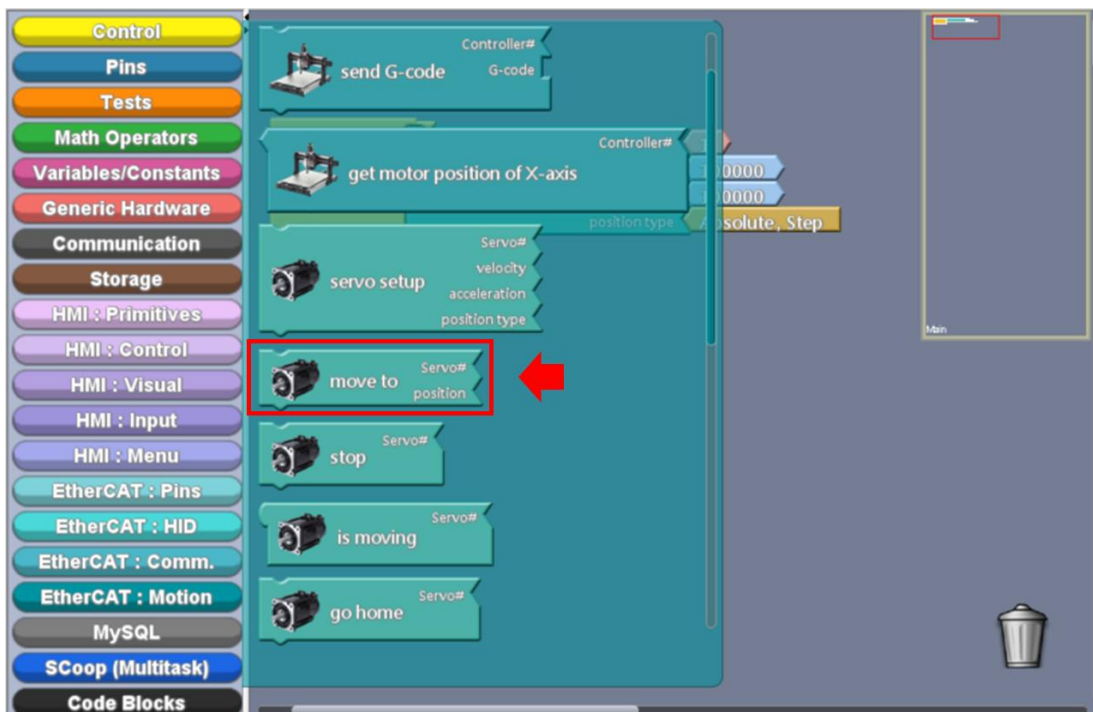 Control
Pins
Tests
Math Operators
Variables/Constants
Generic Hardware
Communication
Storage
HMI : Primitives
HMI : Control
HMI : Visual
HMI : Input
HMI : Menu
EtherCAT : Pins
EtherCAT : HID
EtherCAT : Comm.
EtherCAT : Motion
MySQL
SCoop (Multitask)
Code Blocks
send G-code
Controller#
G-code
get motor position of X-axis
Controller#
position type
Absolute, Step
servo setup
Servo#
velocity
acceleration
position type
move to
Servo#
position
stop
Servo#
is moving
Servo#
go home
Servo#
Main